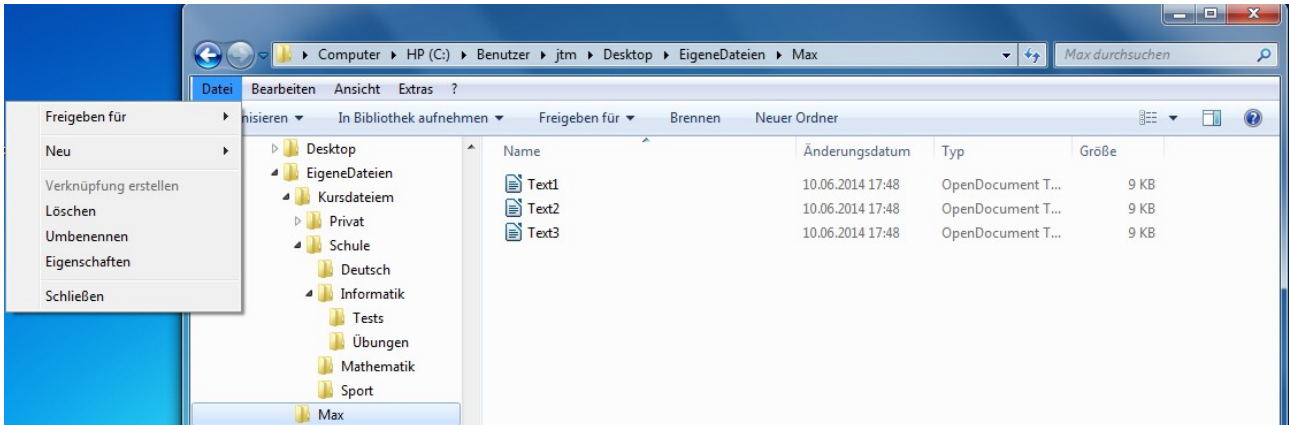 Computer HP (C:) Benutzer jtm Desktop EigeneDateien Max
Max durchsuchen
Datei Bearbeiten Ansicht Extras ?
nisieren In Bibliothek aufnehmen Freigeben für Brennen Neuer Ordner
Freigeben für
Neu
Verknüpfung erstellen
Löschen
Umbenennen
Eigenschaften
Schließen
Desktop
EigeneDateien
Kursdateiem
Privat
Schule
Deutsch
Informatik
Tests
Übungen
Mathematik
Sport
Max
Name Änderungsdatum Typ Größe
Text1 10.06.2014 17:48 OpenDocument T... 9 KB
Text2 10.06.2014 17:48 OpenDocument T... 9 KB
Text3 10.06.2014 17:48 OpenDocument T... 9 KB